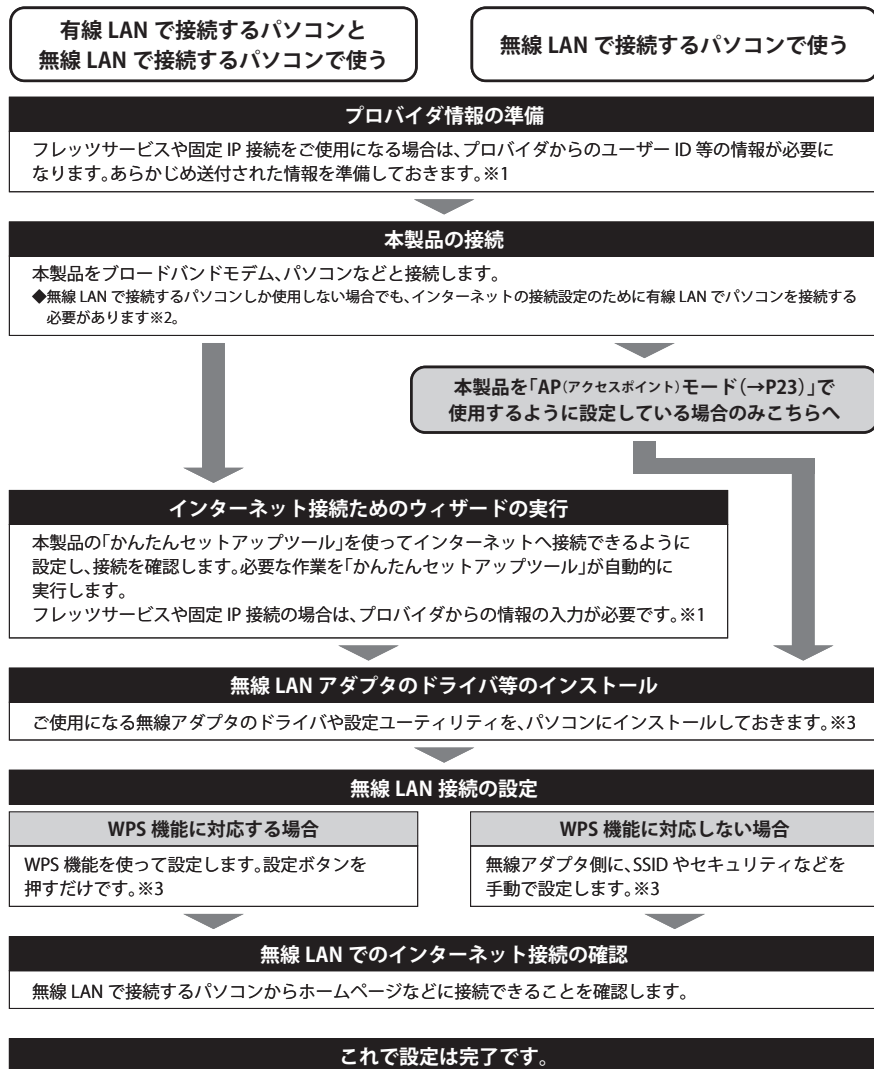 有線 LAN で接続するパソコンと
無線 LAN で接続するパソコンで使う
無線 LAN で接続するパソコンで使う
プロバイダ情報の準備
フレッツサービスや固定 IP 接続をご使用になる場合は、プロバイダからのユーザー ID 等の情報が必要に
なります。あらかじめ送付された情報を準備しておきます。※1
本製品の接続
本製品をブロードバンドモデム、パソコンなどと接続します。
◆無線 LAN で接続するパソコンしか使用しない場合でも、インターネットの接続設定のために有線 LAN でパソコンを接続する
必要があります※2。
本製品を「AP(アクセスポイント)モード(→P23)」で
使用するように設定している場合のみこちらへ
インターネット接続ためのウィザードの実行
本製品の「かんたんセットアップツール」を使ってインターネットへ接続できるように
設定し、接続を確認します。必要な作業を「かんたんセットアップツール」が自動的に
実行します。
フレッツサービスや固定 IP 接続の場合は、プロバイダからの情報の入力が必要です。※1
無線 LAN アダプタのドライバ等のインストール
ご使用になる無線アダプタのドライバや設定ユーティリティを、パソコンにインストールしておきます。※3
無線 LAN 接続の設定
WPS 機能に対応する場合
WPS 機能を使って設定します。設定ボタンを
押すだけです。※3
WPS 機能に対応しない場合
無線アダプタ側に、SSID やセキュリティなどを
手動で設定します。※3
無線 LAN でのインターネット接続の確認
無線 LAN で接続するパソコンからホームページなどに接続できることを確認します。
これで設定は完了です。